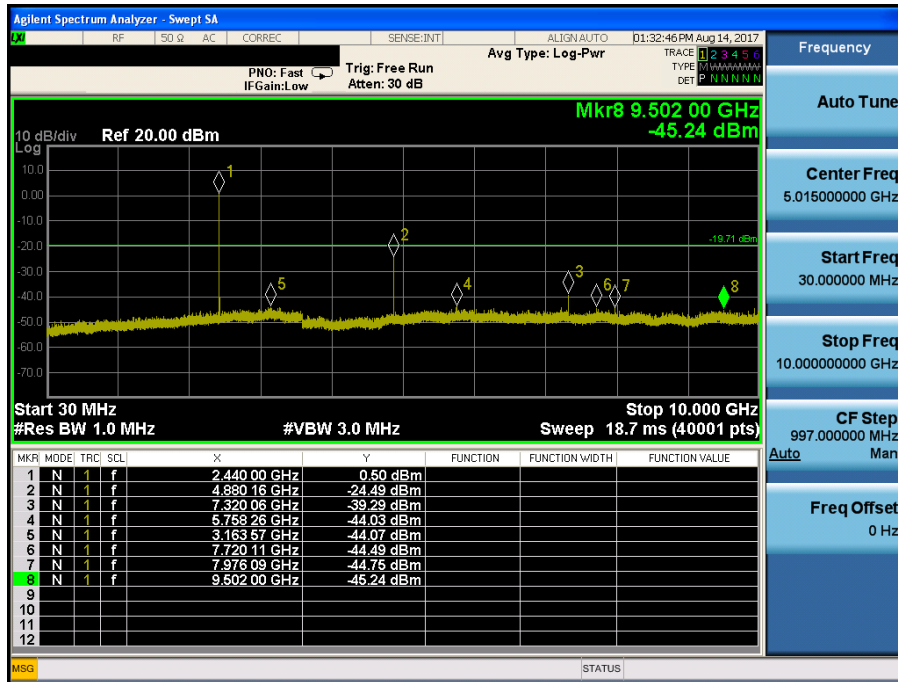 Agilent Spectrum Analyzer - Swept SA
LXI RF 50 Ω AC CORREC SENSE:INT ALIGN AUTO 01:32:46 PM Aug 14, 2017
Frequency
Avg Type: Log-Pwr
TRACE 1 2 3 4 5 6
PNO: Fast Trig: Free Run
TYPE M W W W W W
IFGain:Low Atten: 30 dB
DET P N N N N N
Auto Tune
Mkr8 9.502 00 GHz
-45.24 dBm
10 dB/div Ref 20.00 dBm
Log
10.0
0.00
-10.0
-20.0
-30.0
-40.0
-50.0
-60.0
-70.0
1
2
3
4
5
6
7
8
-19.71 dBm
Start 30 MHz Stop 10.000 GHz
#Res BW 1.0 MHz #VBW 3.0 MHz Sweep 18.7 ms (40001 pts)
Center Freq
5.015000000 GHz
Start Freq
30.000000 MHz
Stop Freq
10.000000000 GHz
CF Step
997.000000 MHz
Auto Man
Freq Offset
0 Hz
MKR MODE TRC SCL X Y FUNCTION FUNCTION WIDTH FUNCTION VALUE
1 N 1 f 2.440 00 GHz 0.50 dBm
2 N 1 f 4.880 16 GHz -24.49 dBm
3 N 1 f 7.320 06 GHz -39.29 dBm
4 N 1 f 5.758 26 GHz -44.03 dBm
5 N 1 f 3.163 57 GHz -44.07 dBm
6 N 1 f 7.720 11 GHz -44.49 dBm
7 N 1 f 7.976 09 GHz -44.75 dBm
8 N 1 f 9.502 00 GHz -45.24 dBm
9
10
11
12
MSG STATUS